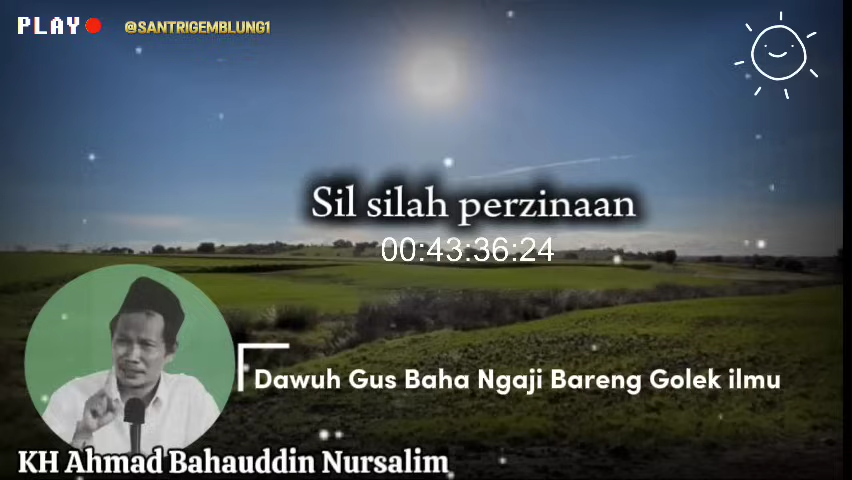 PLAY
@SANTRIGEMBLUNG1
Sil silah perzinaan
00:43:36:24
Dawuh Gus Baha Ngaji Bareng Golek ilmu
KH Ahmad Bahauddin Nursalim